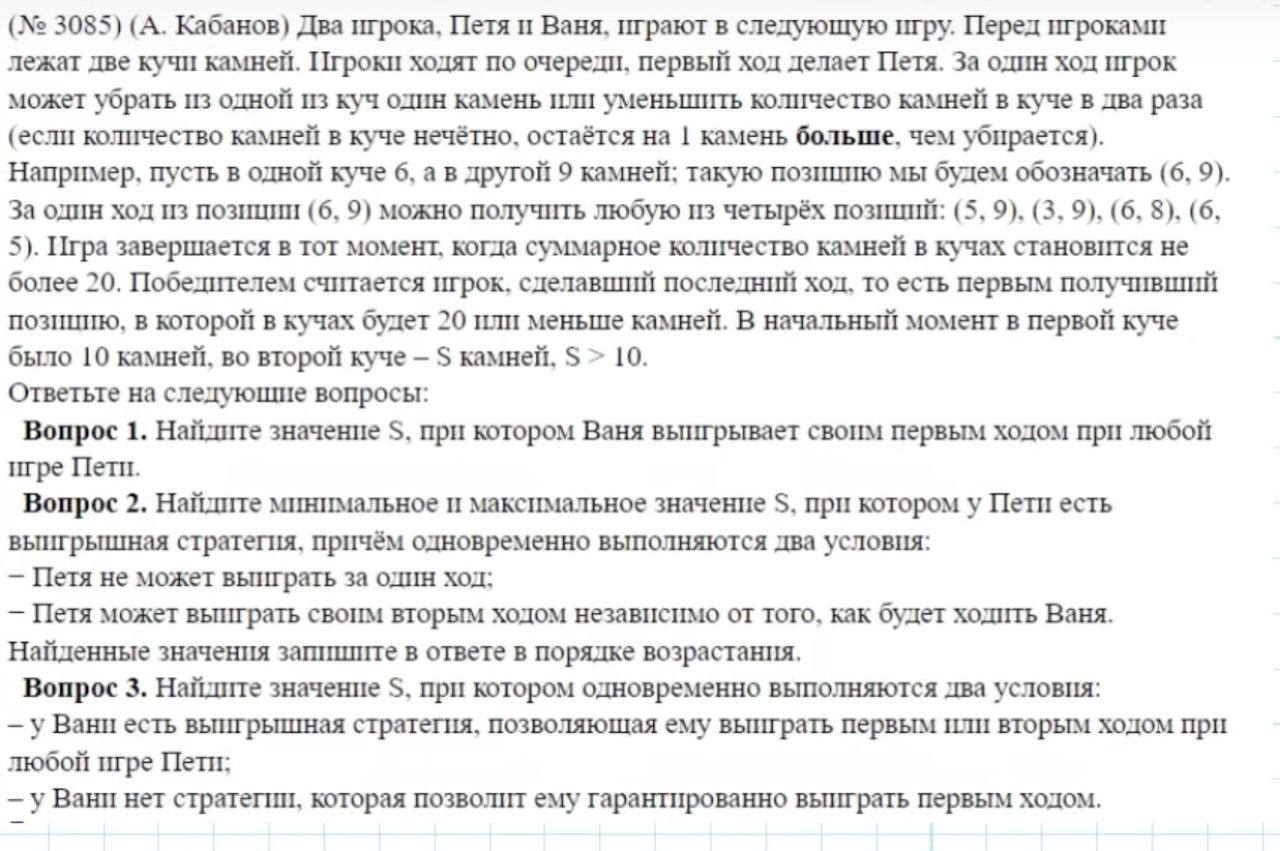 (№ 3085) (А. Кабанов) Два игрока, Петя и Ваня, играют в следующую игру. Перед игроками
лежат две кучи камней. Игроки ходят по очереди, первый ход делает Петя. За один ход игрок
может убрать из одной из куч один камень или уменьшить количество камней в куче в два раза
(если количество камней в куче нечётно, остаётся на 1 камень больше, чем убирается).
Например, пусть в одной куче 6, а в другой 9 камней; такую позицию мы будем обозначать (6, 9).
За один ход из позиции (6, 9) можно получить любую из четырёх позиций: (5, 9), (3, 9), (6, 8), (6,
5). Игра завершается в тот момент, когда суммарное количество камней в кучах становится не
более 20. Победителем считается игрок, сделавший последний ход, то есть первым получивший
позицию, в которой в кучах будет 20 или меньше камней. В начальный момент в первой куче
было 10 камней, во второй куче – S камней, S > 10.
Ответьте на следующие вопросы:
Вопрос 1. Найдите значение S, при котором Ваня выигрывает своим первым ходом при любой
игре Пети.
Вопрос 2. Найдите минимальное и максимальное значение S, при котором у Пети есть
выигрышная стратегия, причём одновременно выполняются два условия:
− Петя не может выиграть за один ход;
− Петя может выиграть своим вторым ходом независимо от того, как будет ходить Ваня.
Найденные значения запишите в ответе в порядке возрастания.
Вопрос 3. Найдите значение S, при котором одновременно выполняются два условия:
– у Вани есть выигрышная стратегия, позволяющая ему выиграть первым или вторым ходом при
любой игре Пети;
– у Вани нет стратегии, которая позволит ему гарантированно выиграть первым ходом.